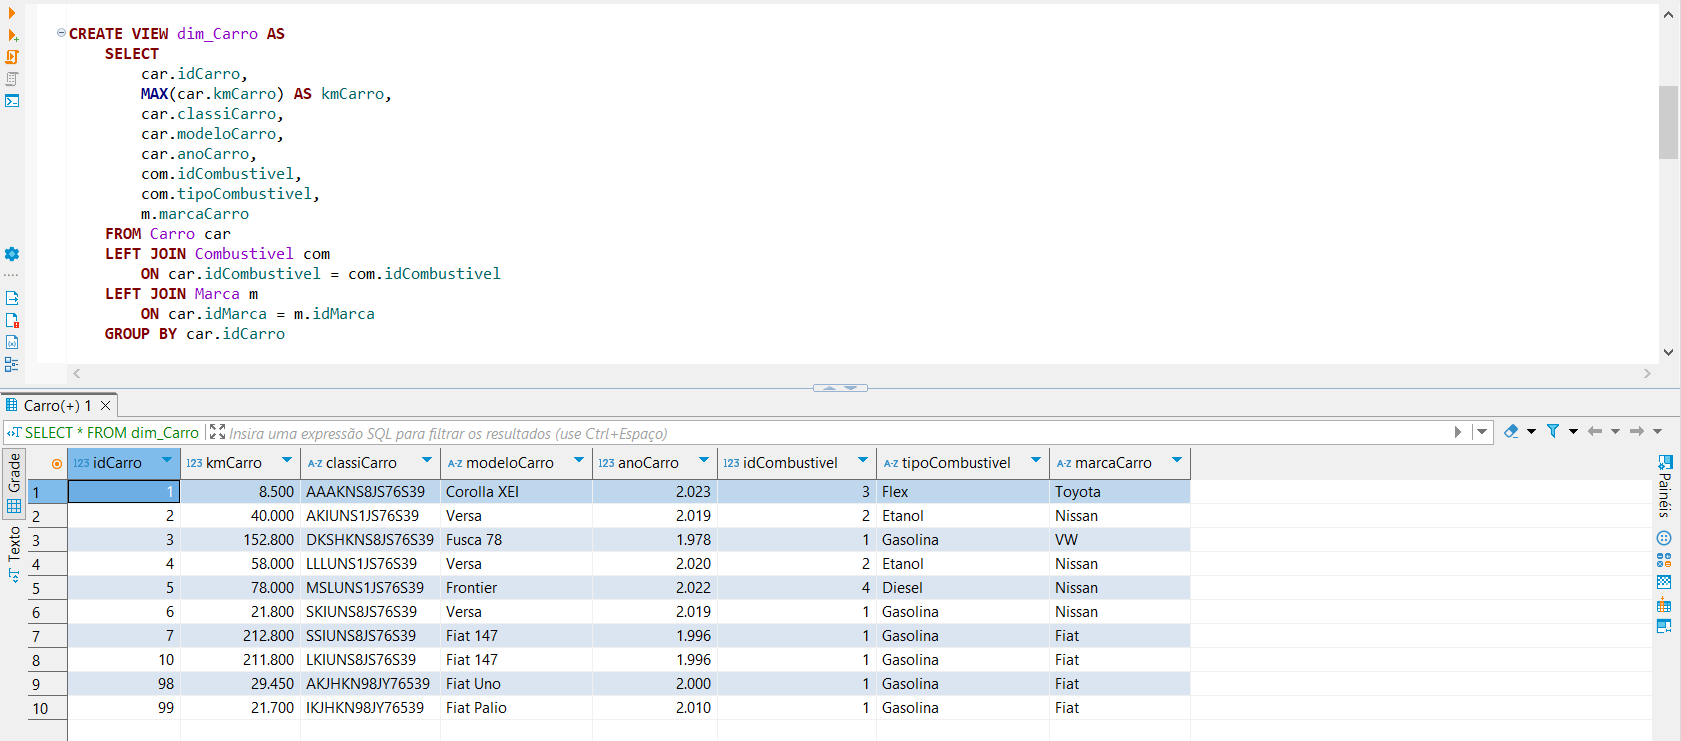 CREATE VIEW dim_Carro AS
SELECT
car.idCarro,
MAX(car.kmCarro) AS kmCarro,
car.classiCarro,
car.modeloCarro,
car.anoCarro,
com.idCombustivel,
com.tipoCombustivel,
m.marcaCarro
FROM Carro car
LEFT JOIN Combustivel com
ON car.idCombustivel = com.idCombustivel
LEFT JOIN Marca m
ON car.idMarca = m.idMarca
GROUP BY car.idCarro
Carro(+) 1
SELECT * FROM dim_Carro Insira uma expressão SQL para filtrar os resultados (use Ctrl+Espaço)
Grade
Texto
123 idCarro 123 kmCarro A-Z classiCarro A-Z modeloCarro 123 anoCarro 123 idCombustivel A-Z tipoCombustivel A-Z marcaCarro
1 1 8.500 AAAKNS8JS76S39 Corolla XEI 2.023 3 Flex Toyota
2 2 40.000 AKIUNS1JS76S39 Versa 2.019 2 Etanol Nissan
3 3 152.800 DKSHKNS8JS76S39 Fusca 78 1.978 1 Gasolina VW
4 4 58.000 LLLUNS1JS76S39 Versa 2.020 2 Etanol Nissan
5 5 78.000 MSLUNS1JS76S39 Frontier 2.022 4 Diesel Nissan
6 6 21.800 SKIUNS8JS76S39 Versa 2.019 1 Gasolina Nissan
7 7 212.800 SSIUNS8JS76S39 Fiat 147 1.996 1 Gasolina Fiat
8 10 211.800 LKIUNS8JS76S39 Fiat 147 1.996 1 Gasolina Fiat
9 98 29.450 AKJHKN98JY76539 Fiat Uno 2.000 1 Gasolina Fiat
10 99 21.700 IKJHKN98JY76539 Fiat Palio 2.010 1 Gasolina Fiat
Painéis